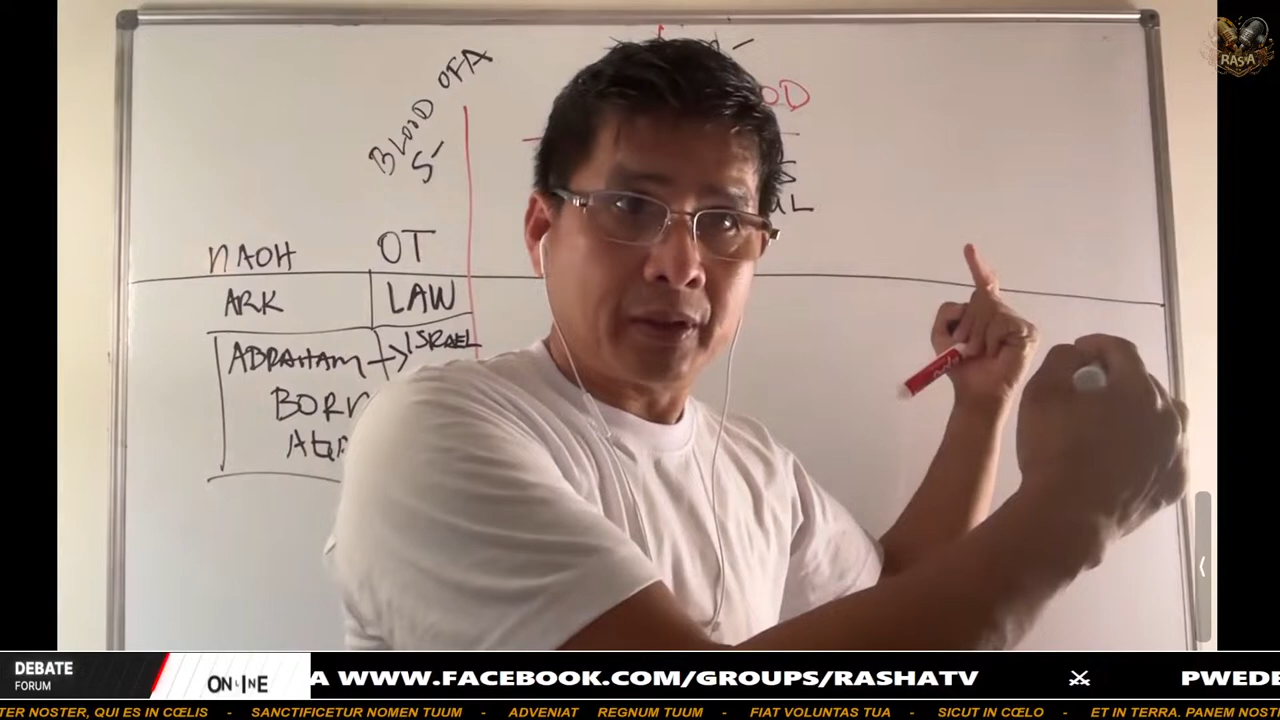 RASA
BLOOD OF A
S-
OD
NAOH
OT
ARK
LAW
ABRAHAM → ISRAEL
BORN
DEBATE
FORUM
ONLINE
A WWW.FACEBOOK.COM/GROUPS/RASHATV
⚔
PWEDE
TER NOSTER, QUI ES IN CŒLIS - SANCTIFICETUR NOMEN TUUM - ADVENIAT REGNUM TUUM - FIAT VOLUNTAS TUA - SICUT IN CŒLO - ET IN TERRA. PANEM NOST